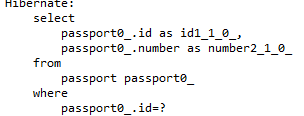 Hibernate:
select
passport0_.id as id1_1_0_,
passport0_.number as number2_1_0_
from
passport passport0_
where
passport0_.id=?